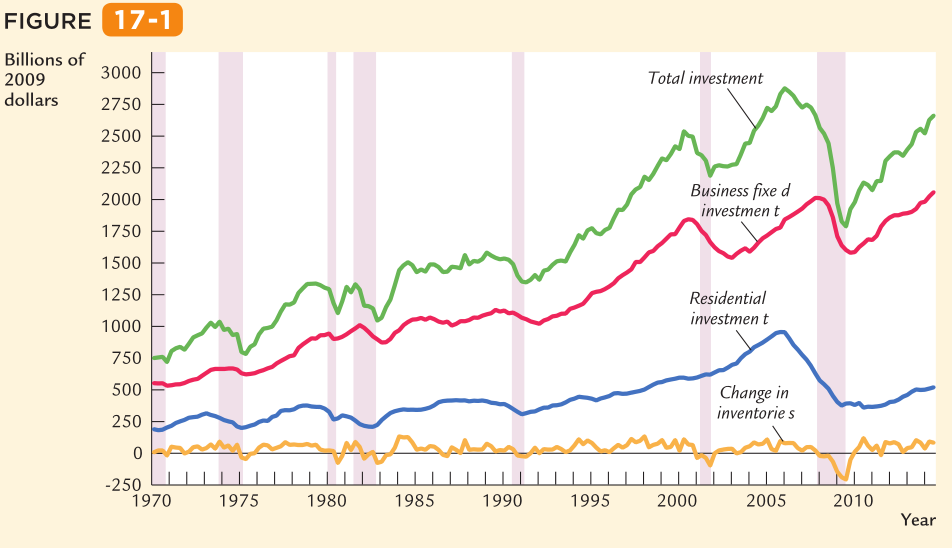 FIGURE 17-1
Billions of
2009
dollars
3000
2750
2500
2250
2000
1750
1500
1250
1000
750
500
250
0
-250
Total investment
Business fixe d
investmen t
Residential
investmen t
Change in
inventorie s
1970 1975 1980 1985 1990 1995 2000 2005 2010
Year